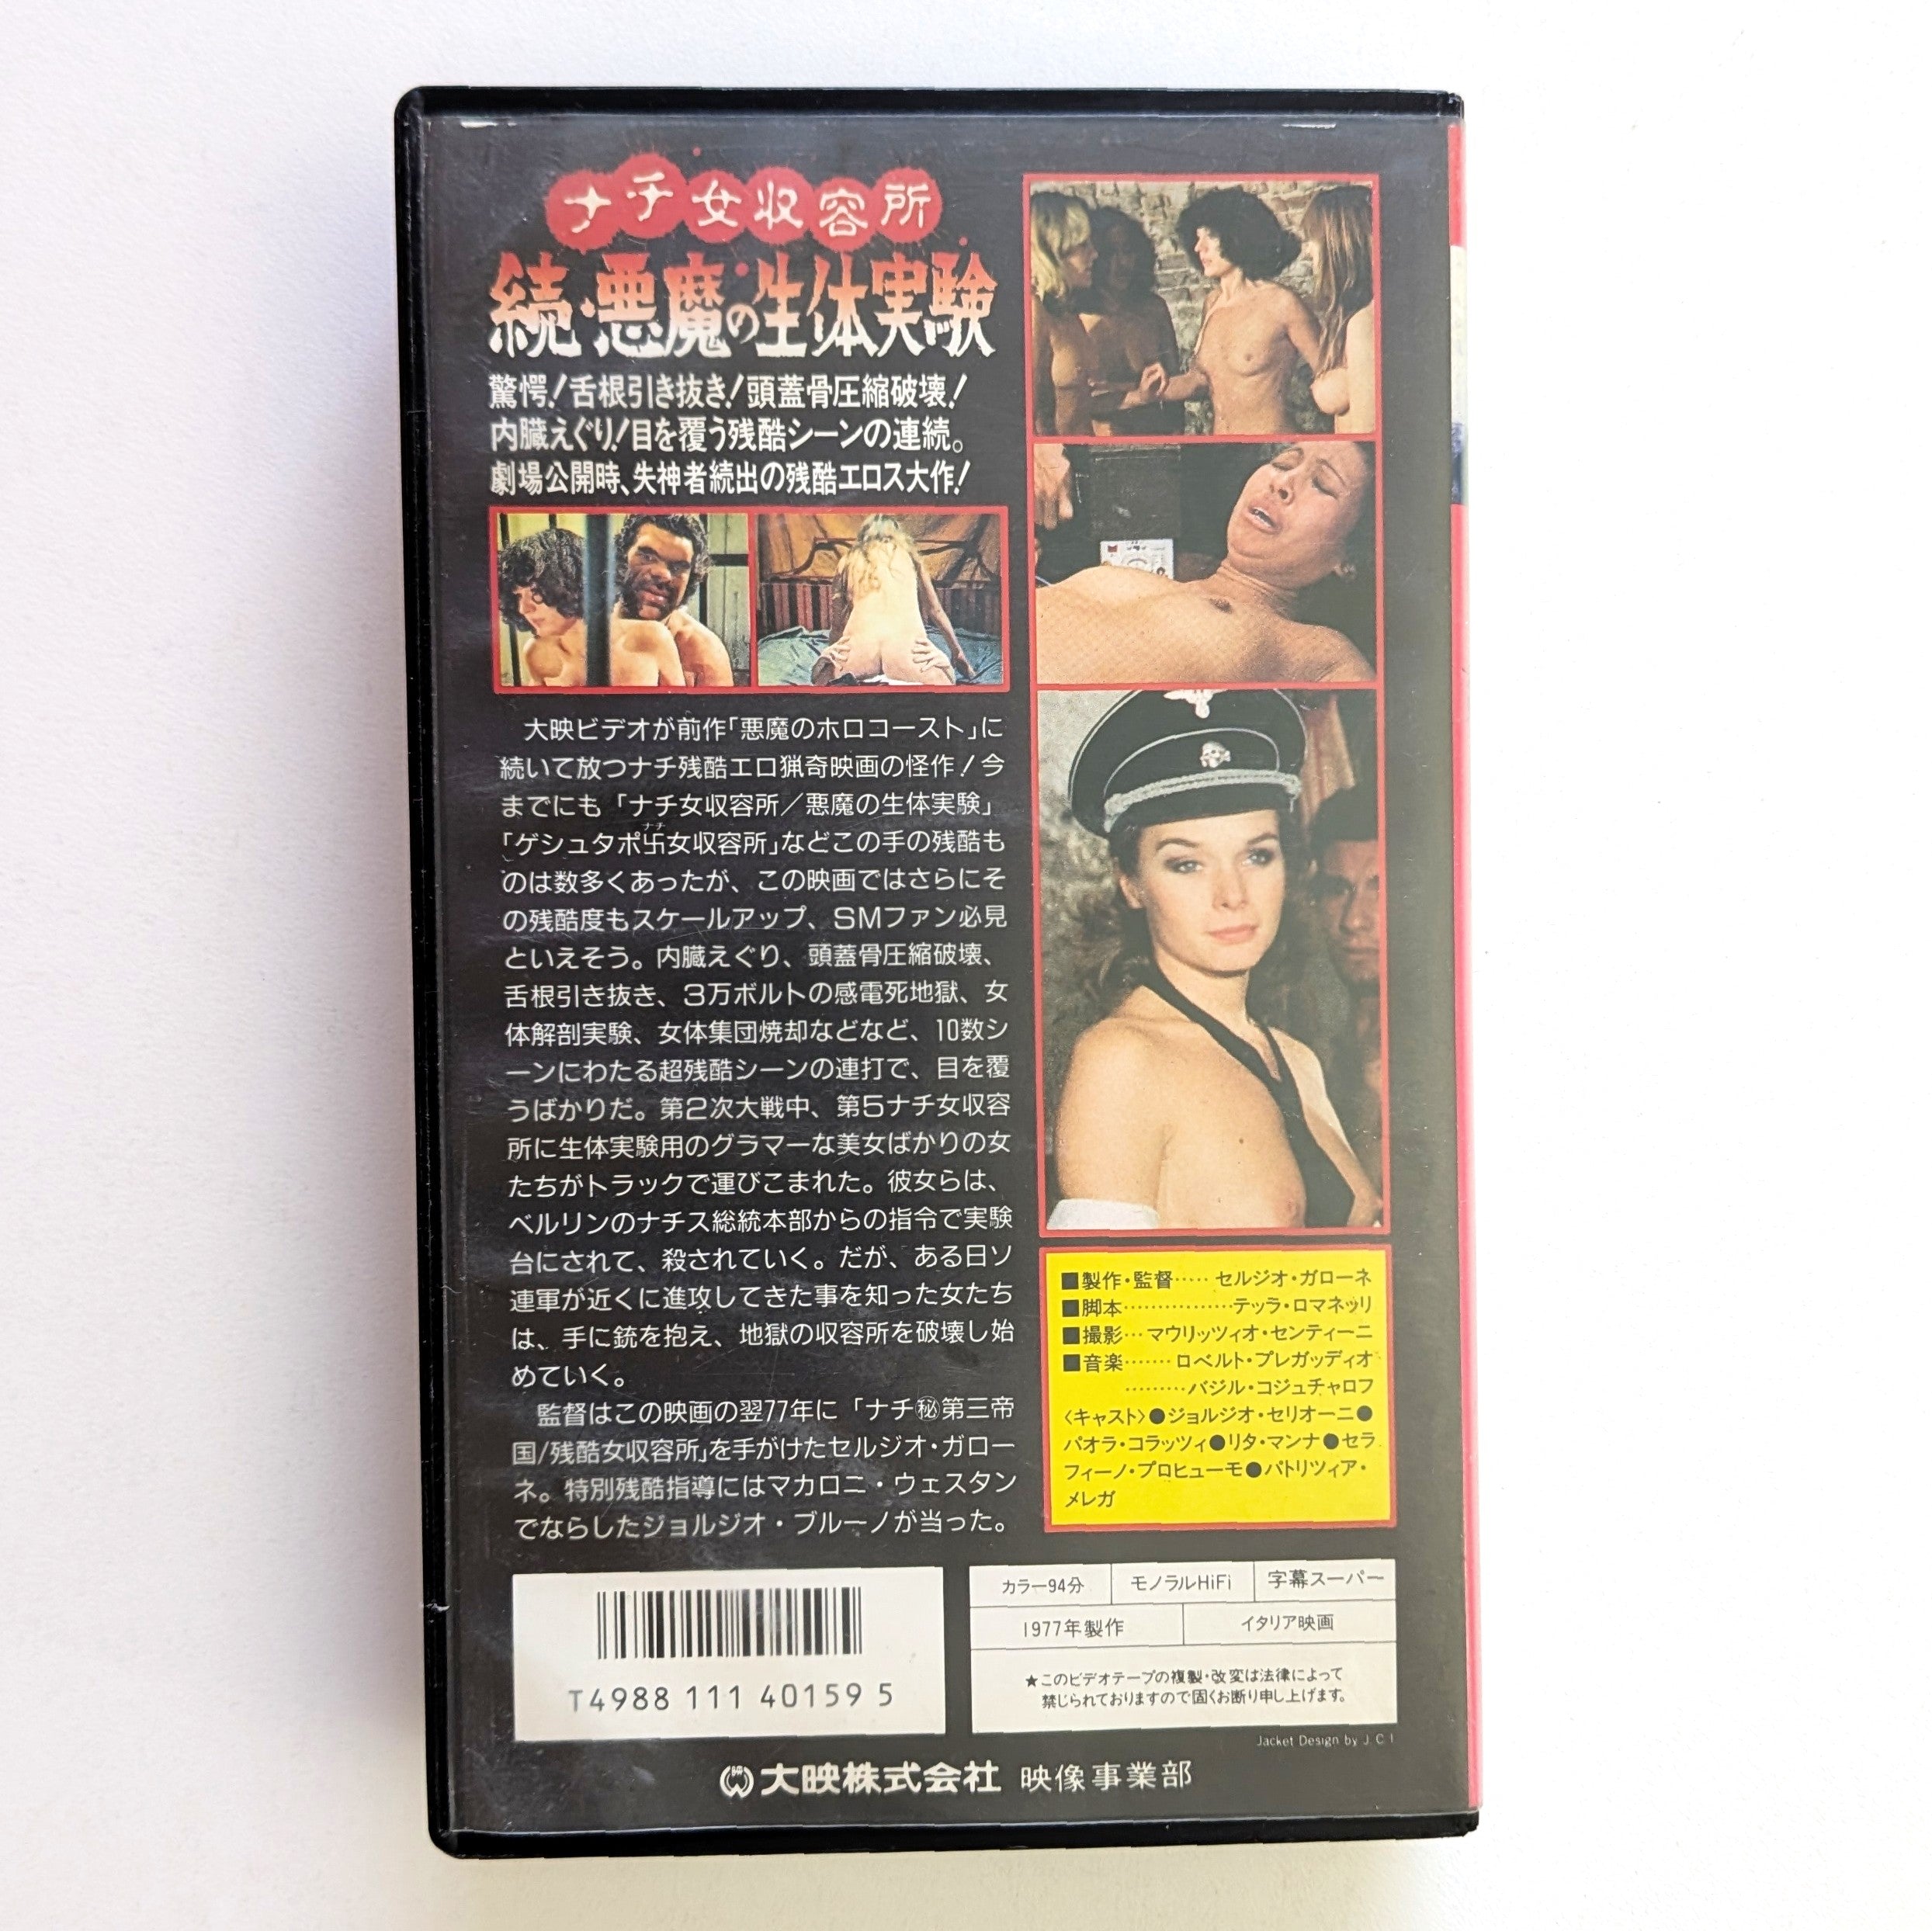 ナチ女収容所
続・悪魔の生体実験
驚愕!舌根引き抜き!頭蓋骨圧縮破壊!
内臓えぐり!目を覆う残酷シーンの連続。
劇場公開時、失神者続出の残酷エロス大作!
大映ビデオが前作「悪魔のホロコースト」に
続いて放つナチ残酷エロ猟奇映画の怪作!今
までにも「ナチ女収容所/悪魔の生体実験」
ナチ
「ゲシュタポ卐女収容所」などこの手の残酷も
のは数多くあったが、この映画ではさらにそ
の残酷度もスケールアップ、SMファン必見
といえそう。内臓えぐり、頭蓋骨圧縮破壊、
舌根引き抜き、3万ボルトの感電死地獄、女
体解剖実験、女体集団焼却などなど、10数シ
ーンにわたる超残酷シーンの連打で、目を覆
うばかりだ。第2次大戦中、第5ナチ女収容
所に生体実験用のグラマーな美女ばかりの女
たちがトラックで運びこまれた。彼女らは、
ベルリンのナチス総統本部からの指令で実験
台にされて、殺されていく。だが、ある日ソ
連軍が近くに進攻してきた事を知った女たち
は、手に銃を抱え、地獄の収容所を破壊し始
めていく。
監督はこの映画の翌77年に「ナチ㊙第三帝
国/残酷女収容所」を手がけたセルジオ・ガロー
ネ。特別残酷指導にはマカロニ・ウェスタン
でならしたジョルジオ・ブルーノが当った。
■製作・監督‥‥‥セルジオ・ガローネ
■脚本‥‥‥‥‥‥‥‥テッラ・ロマネッリ
■撮影‥‥マウリッツィオ・センティーニ
■音楽‥‥‥‥ロベルト・プレガッディオ
‥‥‥‥‥バジル・コジュチャロフ
〈キャスト〉●ジョルジオ・セリオーニ●
パオラ・コラッツィ●リタ・マンナ●セラ
フィーノ・プロヒューモ●パトリツィア・
メレガ
T4988 111 40159 5
カラー94分 モノラルHiFi 字幕スーパー
1977年製作 イタリア映画
★このビデオテープの複製・改変は法律によって
禁じられておりますので固くお断り申し上げます。
Jacket Design by J C I
大映株式会社 映像事業部